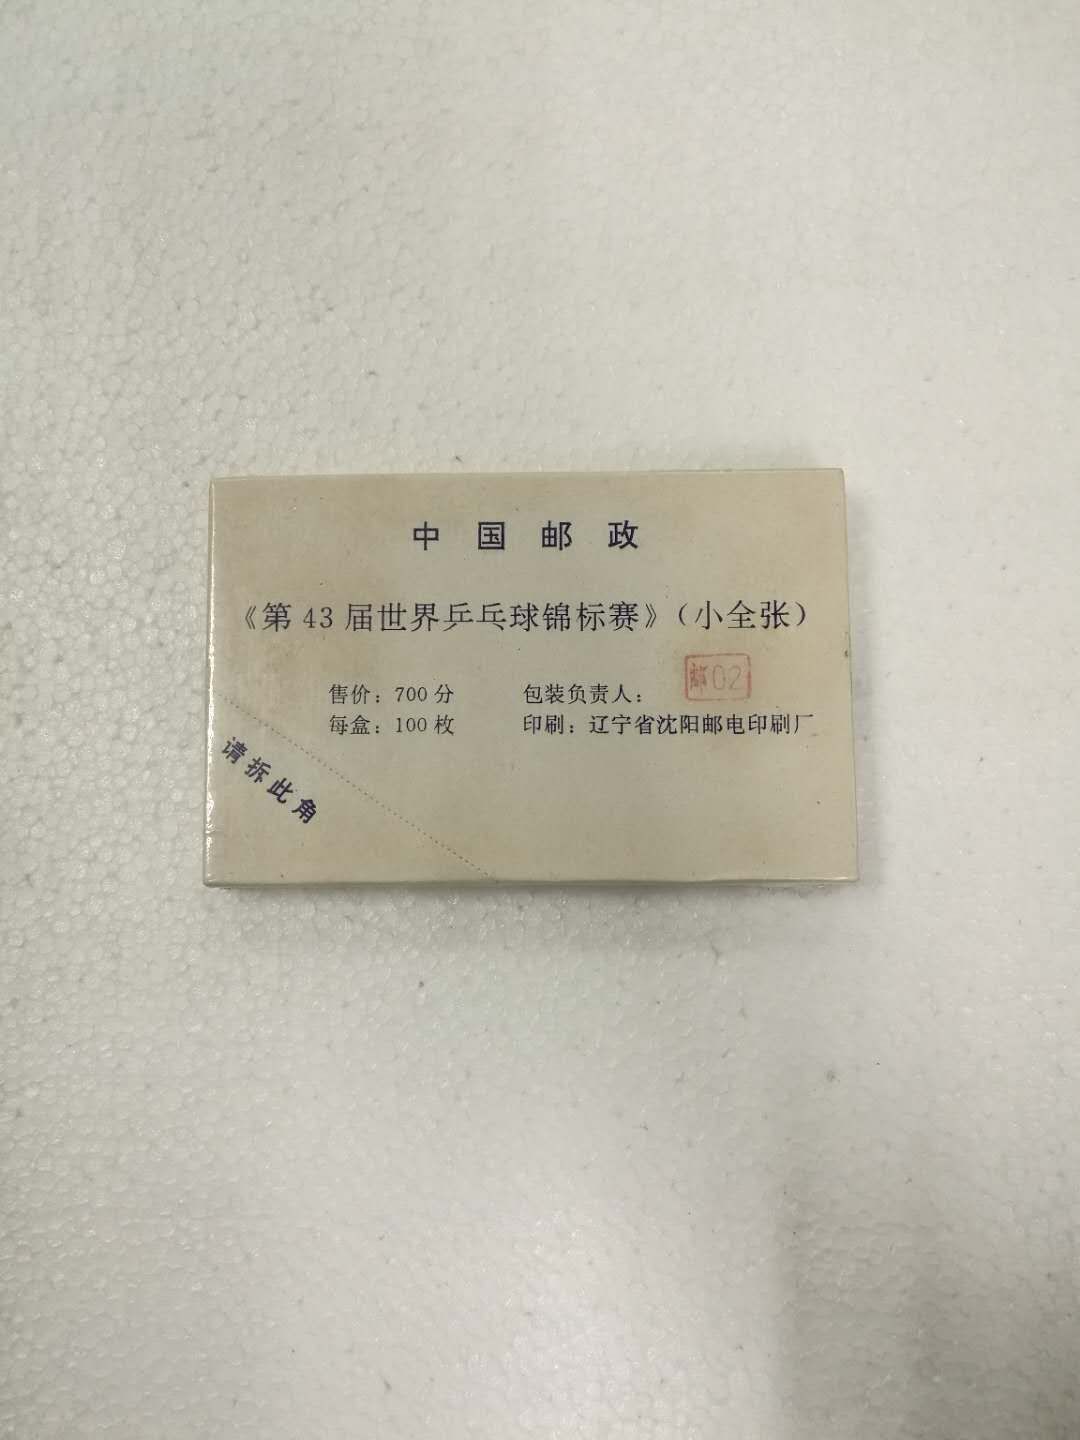 中国邮政
《第43届世界乒乓球锦标赛》（小全张）
售价：700分 包装负责人： 邮02
每盒：100枚 印刷：辽宁省沈阳邮电印刷厂
请拆此角